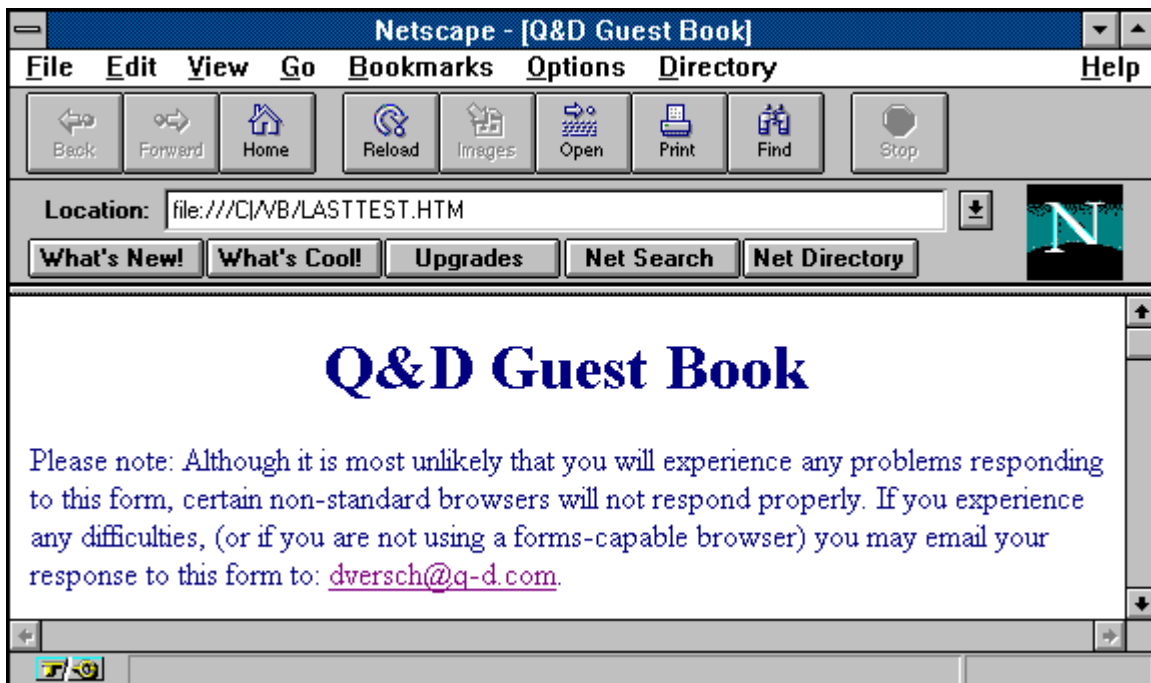 Netscape - [Q&D Guest Book]
File Edit View Go Bookmarks Options Directory Help
Back Forward Home Reload Images Open Print Find Stop
Location: file:///C|/VB/LASTTEST.HTM
N
What's New! What's Cool! Upgrades Net Search Net Directory
Q&D Guest Book
Please note: Although it is most unlikely that you will experience any problems responding
to this form, certain non-standard browsers will not respond properly. If you experience
any difficulties, (or if you are not using a forms-capable browser) you may email your
response to this form to: dversch@q-d.com.